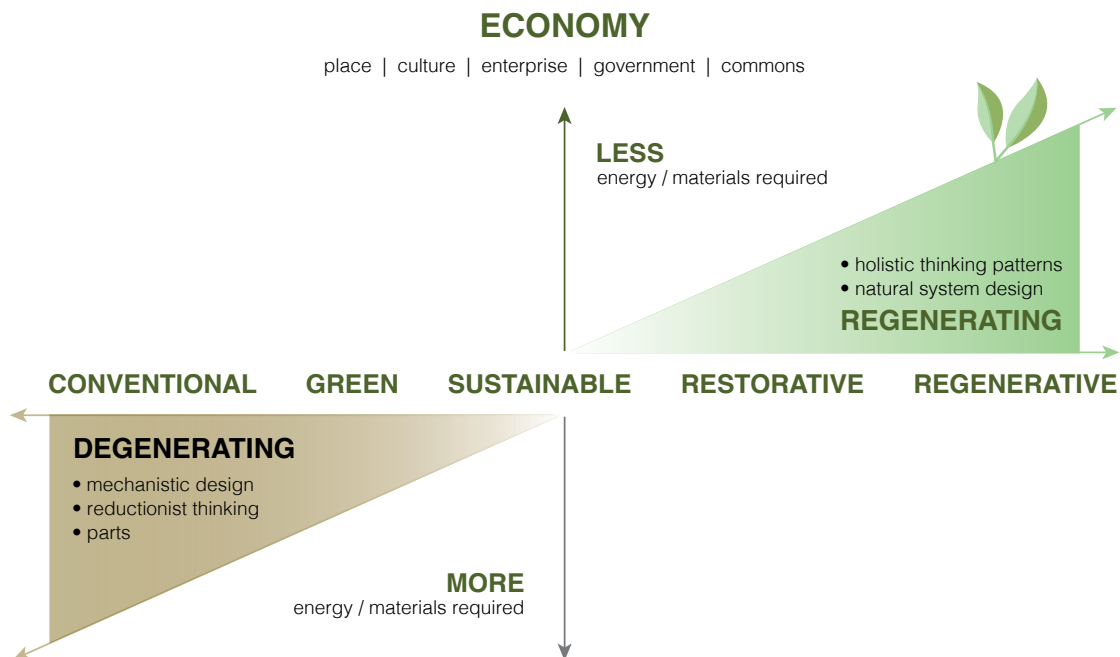 ECONOMY
place | culture | enterprise | government | commons
LESS
energy / materials required
• holistic thinking patterns
• natural system design
REGENERATING
CONVENTIONAL GREEN SUSTAINABLE RESTORATIVE REGENERATIVE
DEGENERATING
• mechanistic design
• reductionist thinking
• parts
MORE
energy / materials required